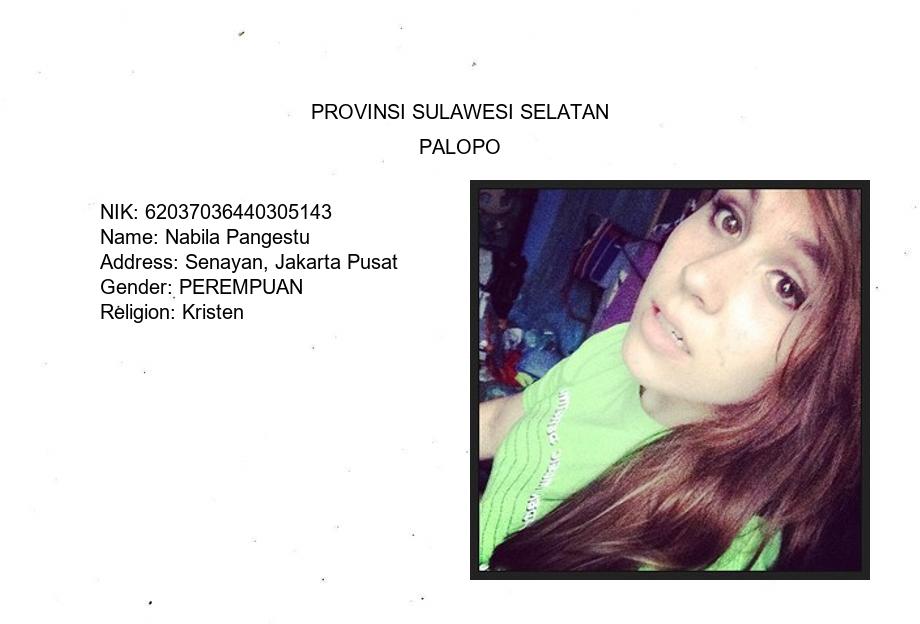 PROVINSI SULAWESI SELATAN
PALOPO
NIK: 62037036440305143
Name: Nabila Pangestu
Address: Senayan, Jakarta Pusat
Gender: PEREMPUAN
Religion: Kristen